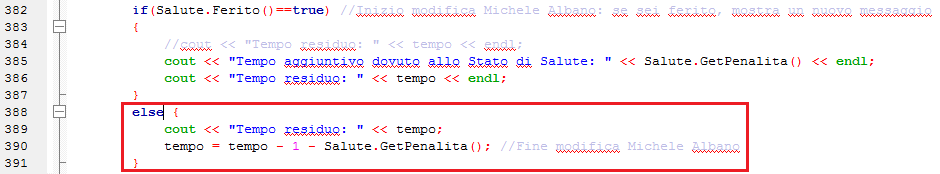 382 if(Salute.Ferito()==true) //Inizio modifica Michele Albano: se sei ferito, mostra un nuovo messaggio
383 {
384 //cout << "Tempo residuo: " << tempo << endl;
385 cout << "Tempo aggiuntivo dovuto allo Stato di Salute: " << Salute.GetPenalita() << endl;
386 cout << "Tempo residuo: " << tempo << endl;
387 }
388 else {
389 cout << "Tempo residuo: " << tempo;
390 tempo = tempo - 1 - Salute.GetPenalita(); //Fine modifica Michele Albano
391 }